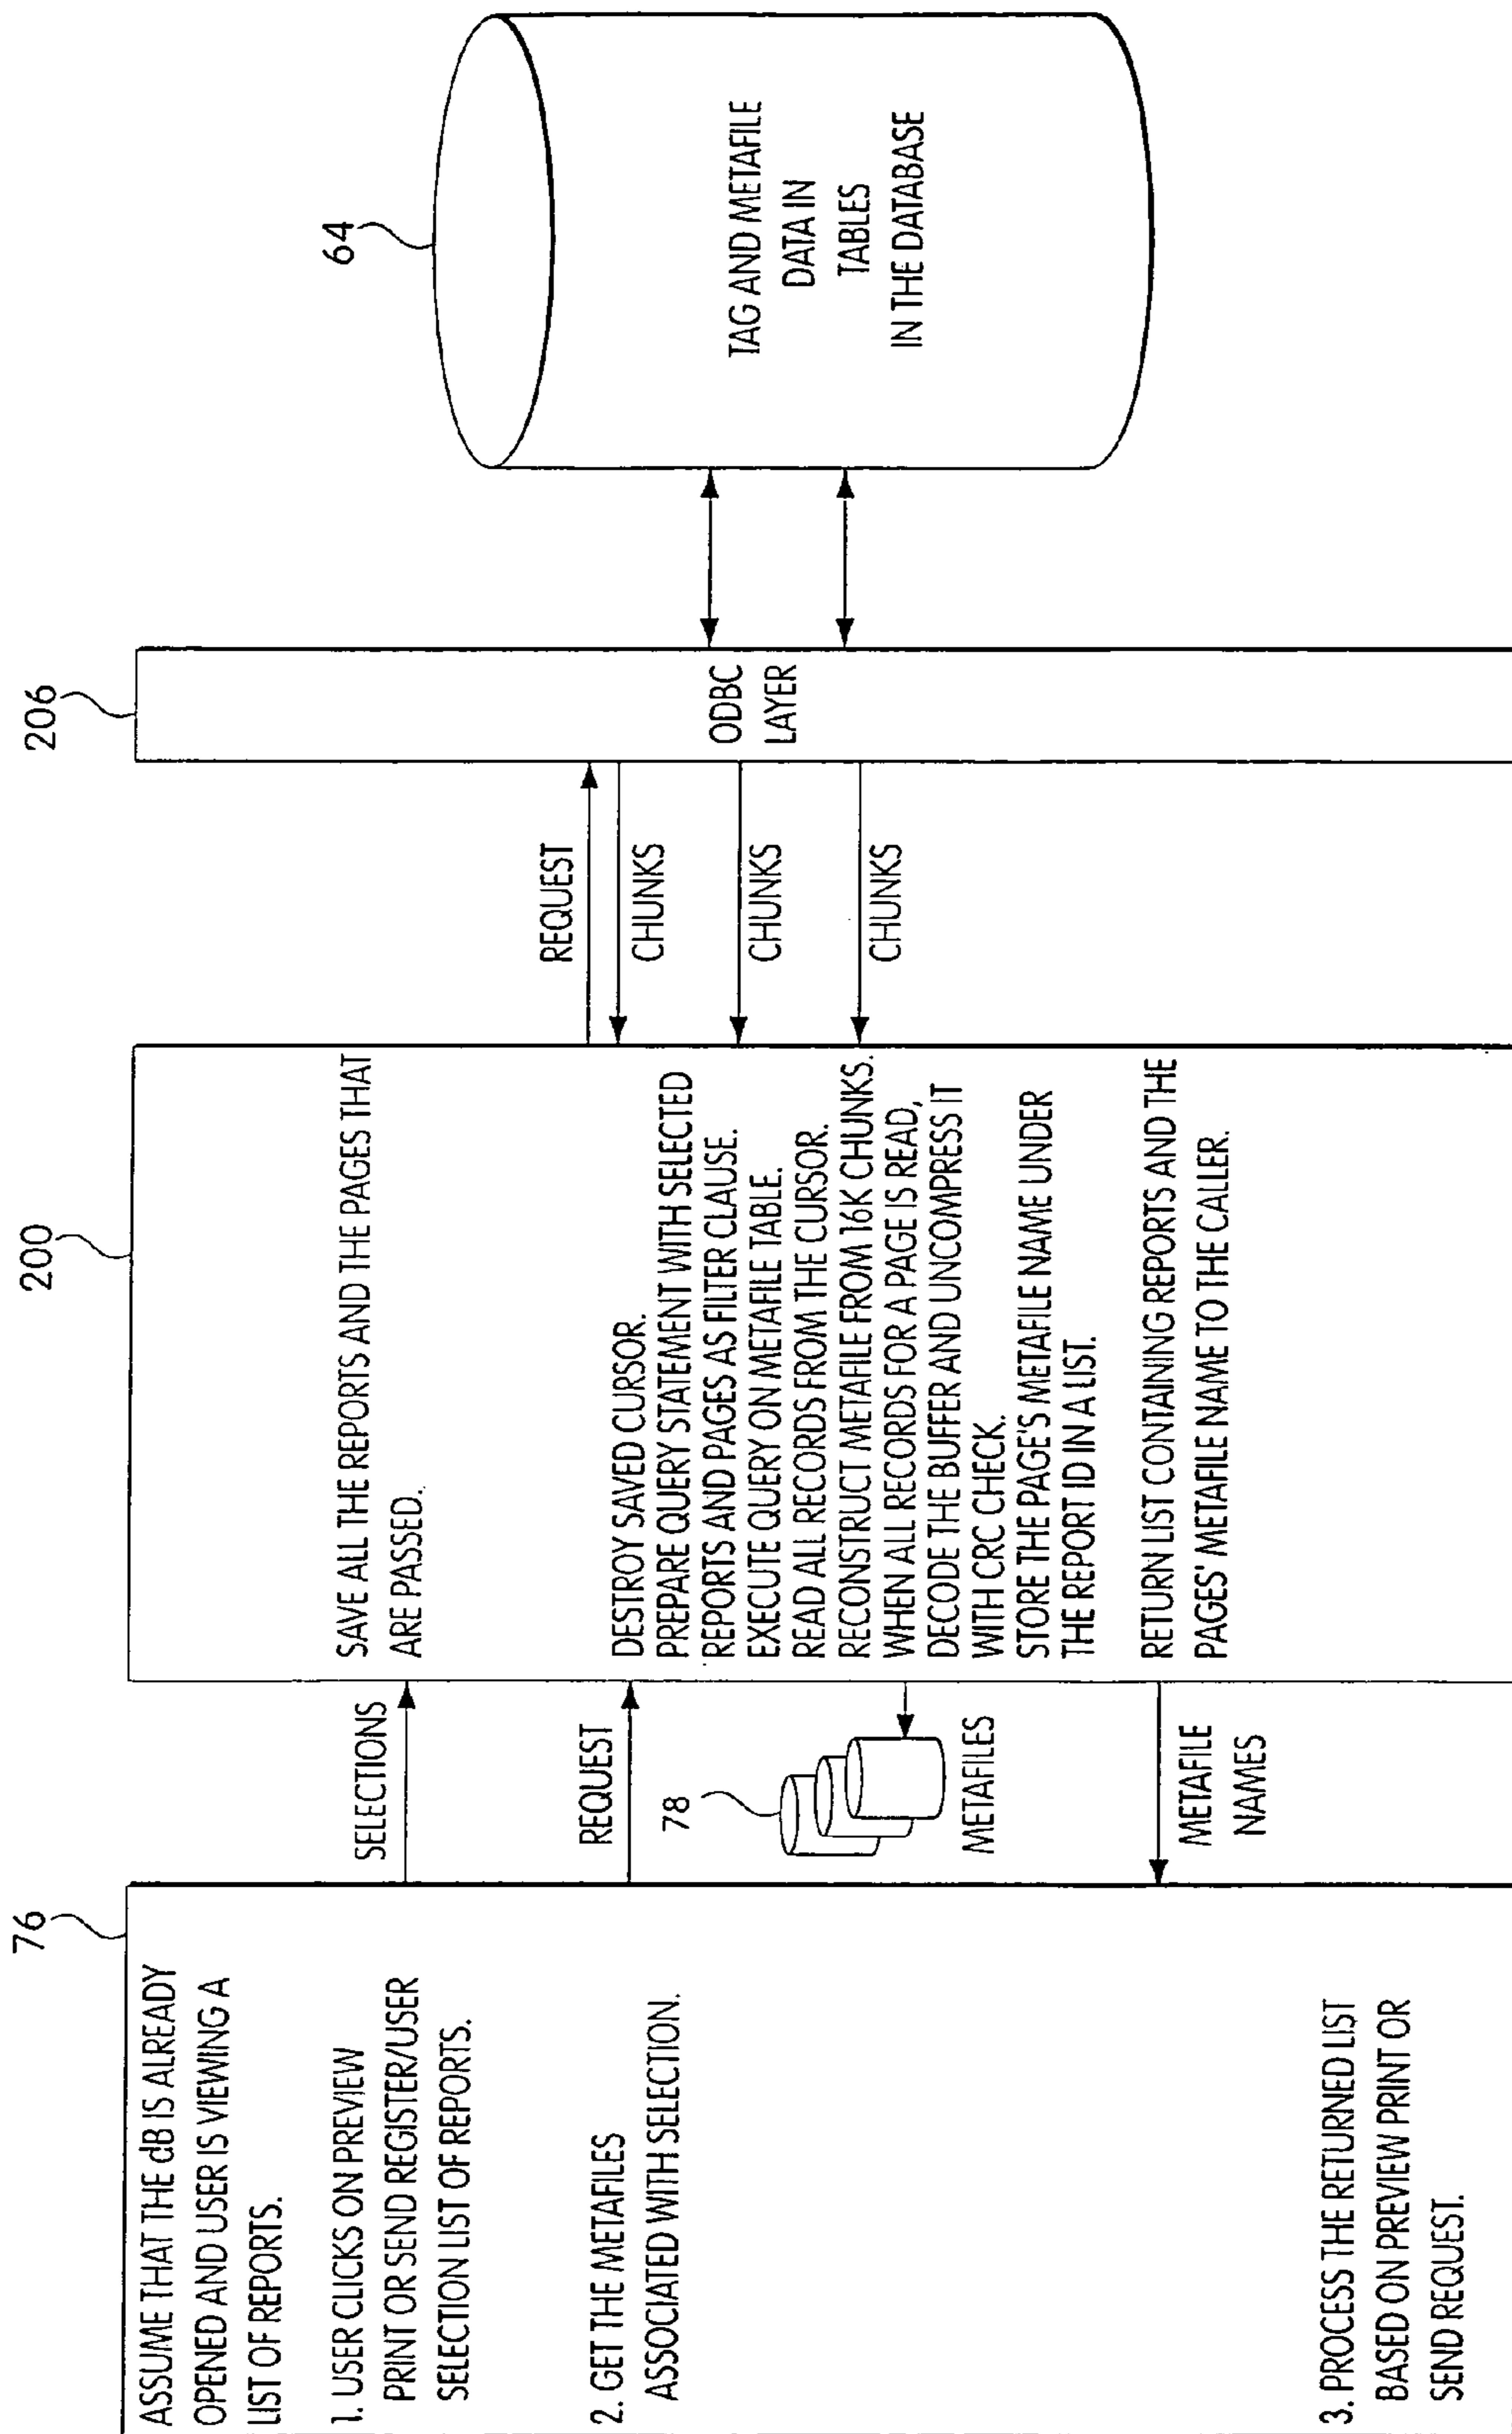 76
ASSUME THAT THE dB IS ALREADY
OPENED AND USER IS VIEWING A
LIST OF REPORTS.
1. USER CLICKS ON PREVIEW
PRINT OR SEND REGISTER/USER
SELECTION LIST OF REPORTS.
2. GET THE METAFILES
ASSOCIATED WITH SELECTION.
3. PROCESS THE RETURNED LIST
BASED ON PREVIEW PRINT OR
SEND REQUEST.
SELECTIONS
REQUEST
78
METAFILES
METAFILE
NAMES
200
SAVE ALL THE REPORTS AND THE PAGES THAT
ARE PASSED.
DESTROY SAVED CURSOR.
PREPARE QUERY STATEMENT WITH SELECTED
REPORTS AND PAGES AS FILTER CLAUSE.
EXECUTE QUERY ON METAFILE TABLE.
READ ALL RECORDS FROM THE CURSOR.
RECONSTRUCT METAFILE FROM 16K CHUNKS.
WHEN ALL RECORDS FOR A PAGE IS READ,
DECODE THE BUFFER AND UNCOMPRESS IT
WITH CRC CHECK.
STORE THE PAGE'S METAFILE NAME UNDER
THE REPORT ID IN A LIST.
RETURN LIST CONTAINING REPORTS AND THE
PAGES' METAFILE NAME TO THE CALLER.
REQUEST
CHUNKS
CHUNKS
CHUNKS
206
ODBC
LAYER
64
TAG AND METAFILE
DATA IN
TABLES
IN THE DATABASE